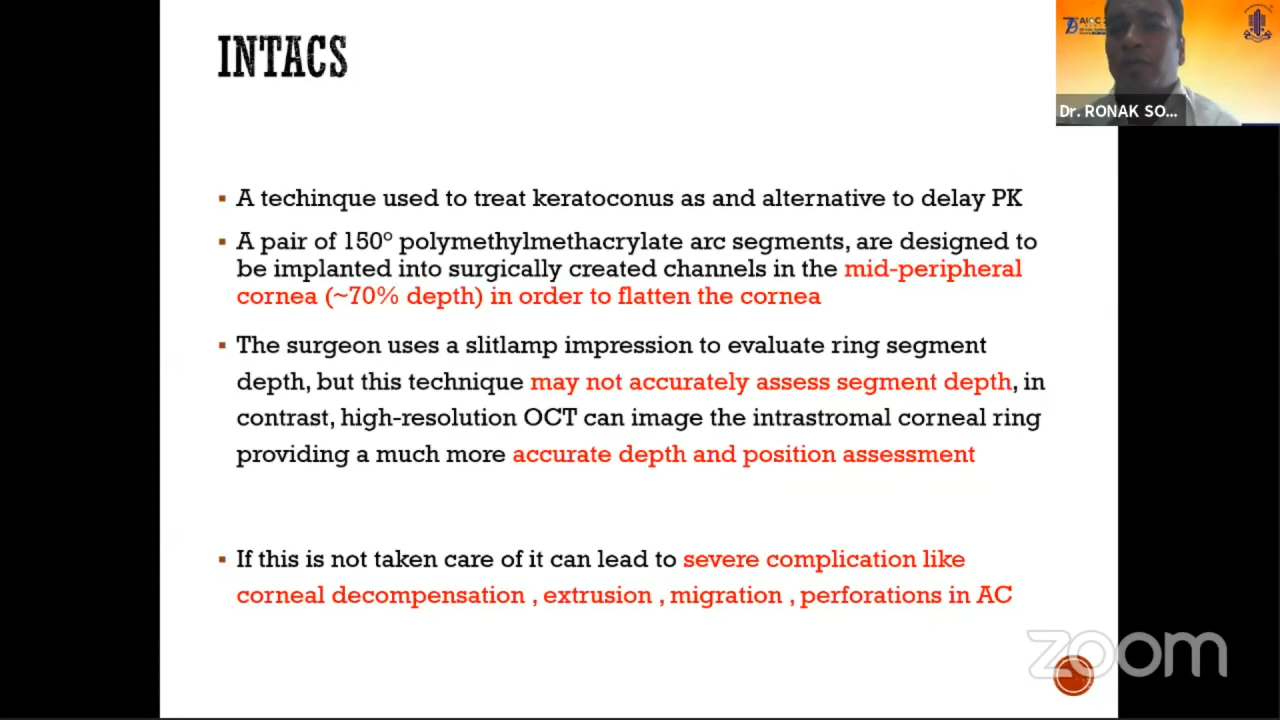 INTACS
Dr. RONAK SO...
▪ A techinque used to treat keratoconus as and alternative to delay PK
▪ A pair of 150º polymethylmethacrylate arc segments, are designed to
be implanted into surgically created channels in the mid-peripheral
cornea (~70% depth) in order to flatten the cornea
▪ The surgeon uses a slitlamp impression to evaluate ring segment
depth, but this technique may not accurately assess segment depth, in
contrast, high-resolution OCT can image the intrastromal corneal ring
providing a much more accurate depth and position assessment
▪ If this is not taken care of it can lead to severe complication like
corneal decompensation , extrusion , migration , perforations in AC
zoom